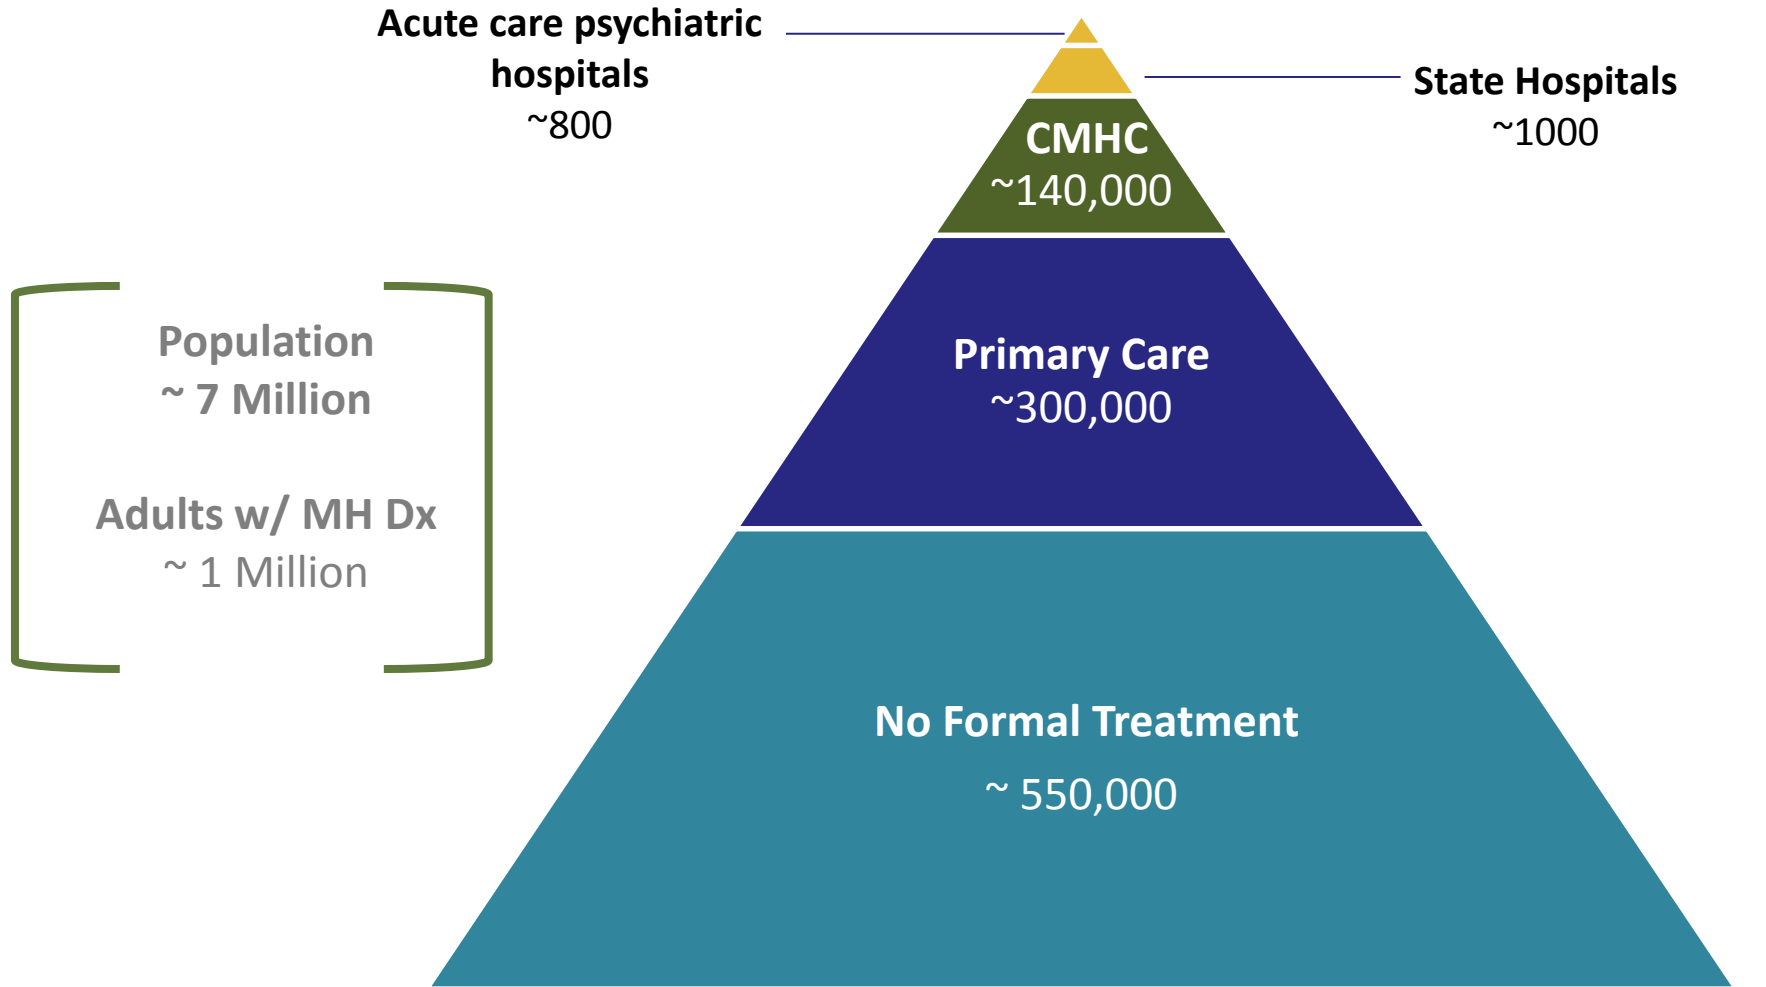 Acute care psychiatric
hospitals
~800
State Hospitals
~1000
CMHC
~140,000
Population
~ 7 Million
Adults w/ MH Dx
~ 1 Million
Primary Care
~300,000
No Formal Treatment
~ 550,000